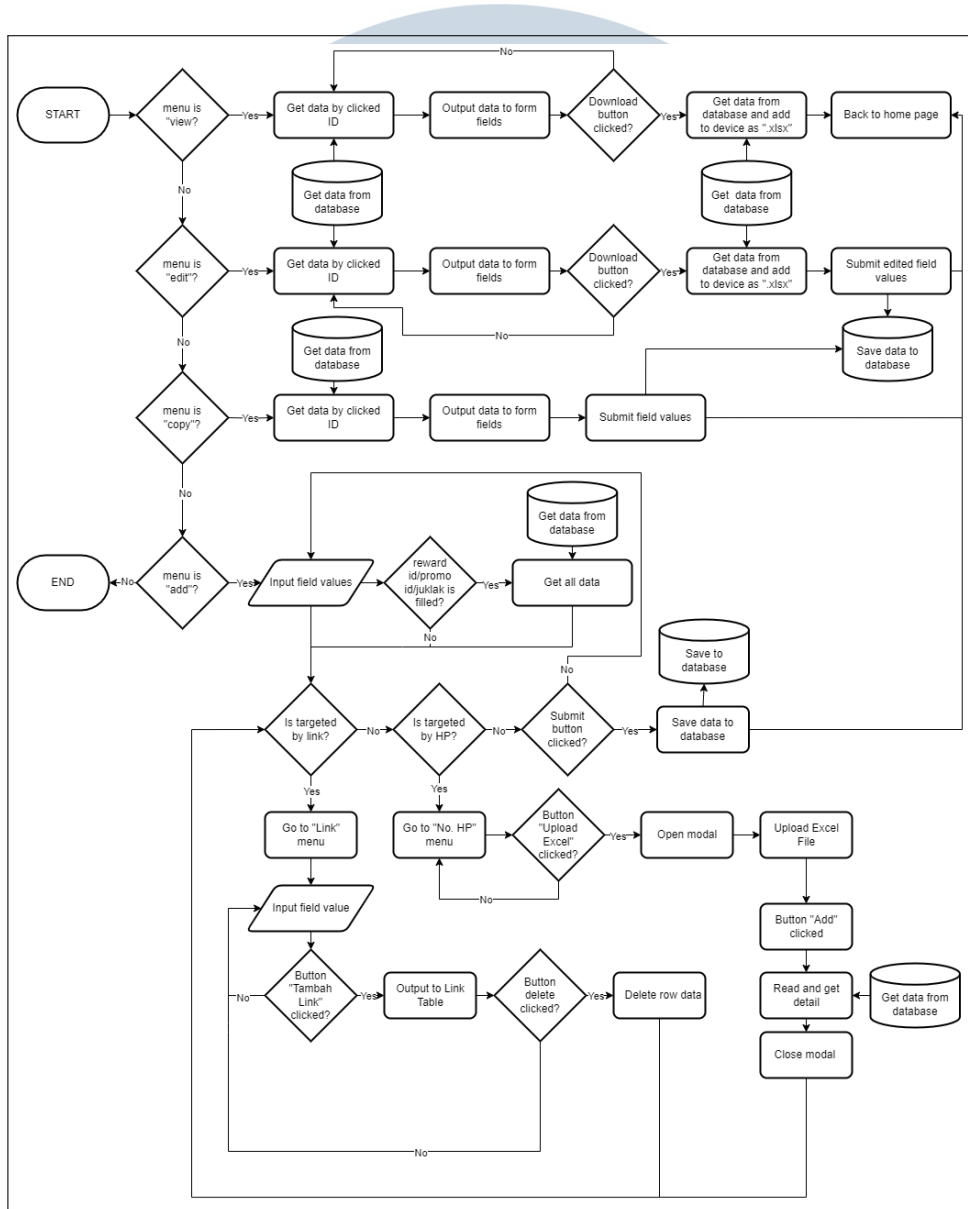 No
START
menu is
"view?
Yes
Get data by clicked
ID
Output data to form
fields
Download
button
clicked?
Yes
Get data from
database and add
to device as ".xlsx"
Back to home page
No
Get data from
database
Get  data from
database
menu is
"edit"?
Yes
Get data by clicked
ID
Output data to form
fields
Download
button
clicked?
Yes
Get data from
database and add
to device as ".xlsx"
Submit edited field
values
No
No
Get data from
database
Save data to
database
menu is
"copy"?
Yes
Get data by clicked
ID
Output data to form
fields
Submit field values
No
Get data from
database
END
No
menu is
"add"?
Yes
Input field values
reward
id/promo
id/juklak is
filled?
Yes
Get all data
No
No
Save to
database
Is targeted
by link?
No
Is targeted
by HP?
No
Submit
button
clicked?
Yes
Save data to
database
Yes
Yes
Go to "Link"
menu
Go to "No. HP"
menu
Button
"Upload
Excel"
clicked?
Yes
Open modal
Upload Excel
File
No
Input field value
Button "Add"
clicked
No
Button
"Tambah
Link"
clicked?
Yes
Output to Link
Table
Button
delete
clicked?
Yes
Delete row data
Read and get
detail
Get data from
database
Close modal
No